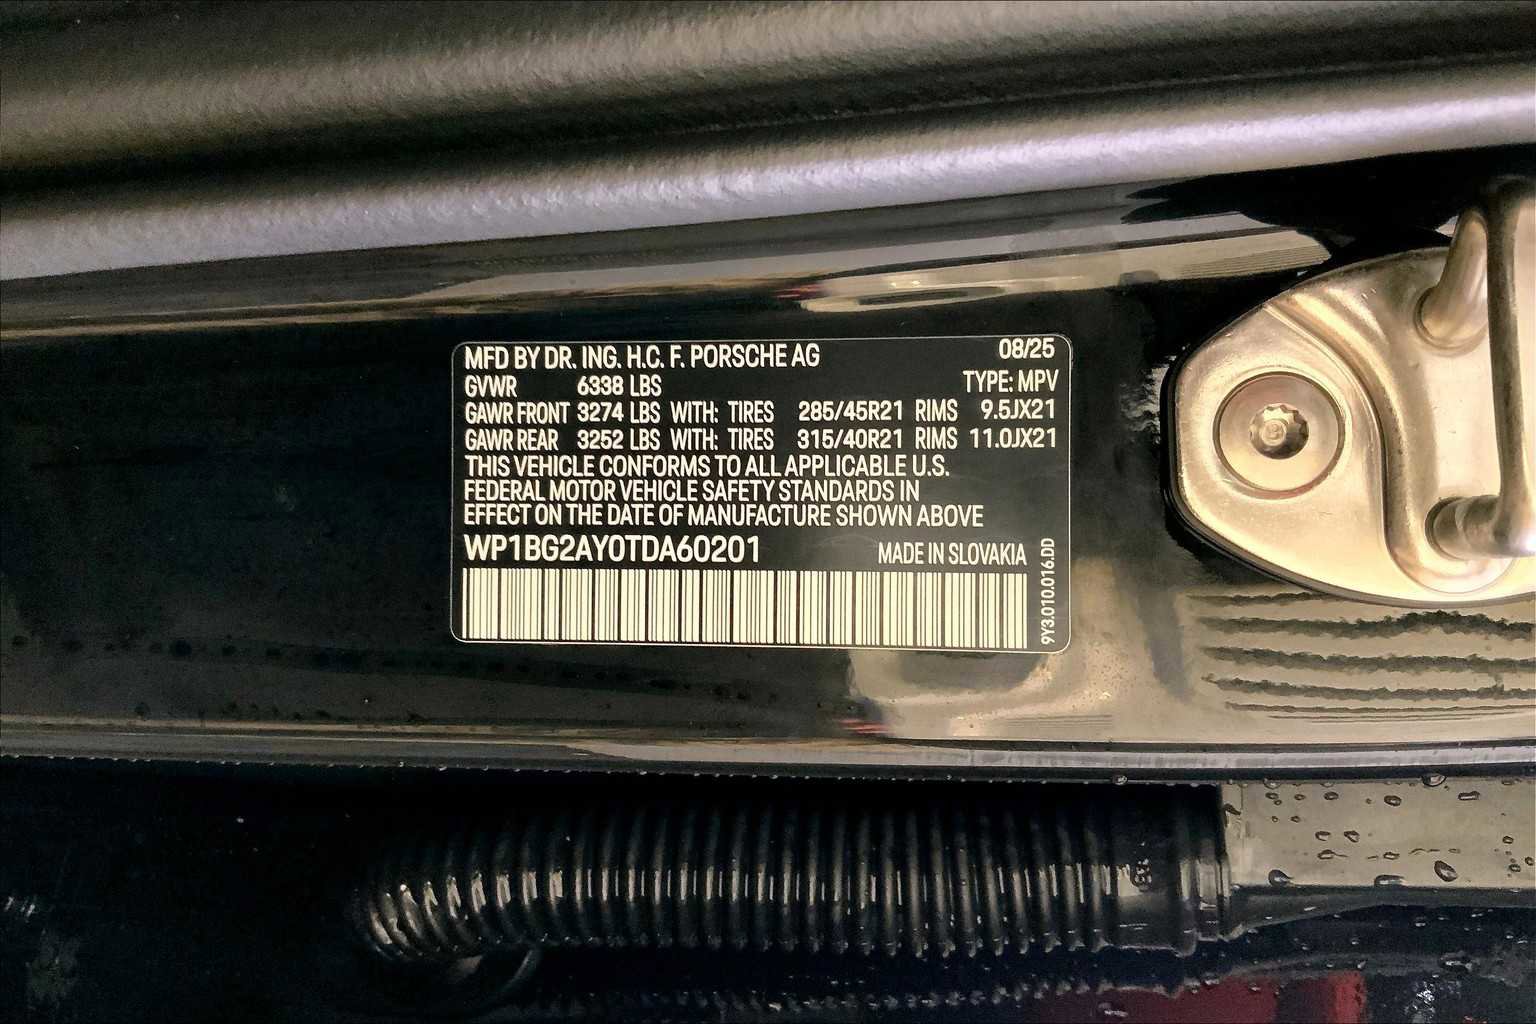 MFD BY DR. ING. H.C. F. PORSCHE AG 08/25
GVWR 6338 LBS TYPE: MPV
GAWR FRONT 3274 LBS WITH: TIRES 285/45R21 RIMS 9.5JX21
GAWR REAR 3252 LBS WITH: TIRES 315/40R21 RIMS 11.0JX21
THIS VEHICLE CONFORMS TO ALL APPLICABLE U.S.
FEDERAL MOTOR VEHICLE SAFETY STANDARDS IN
EFFECT ON THE DATE OF MANUFACTURE SHOWN ABOVE
WP1BG2AY0TDA60201 MADE IN SLOVAKIA
9Y3.010.016.DD